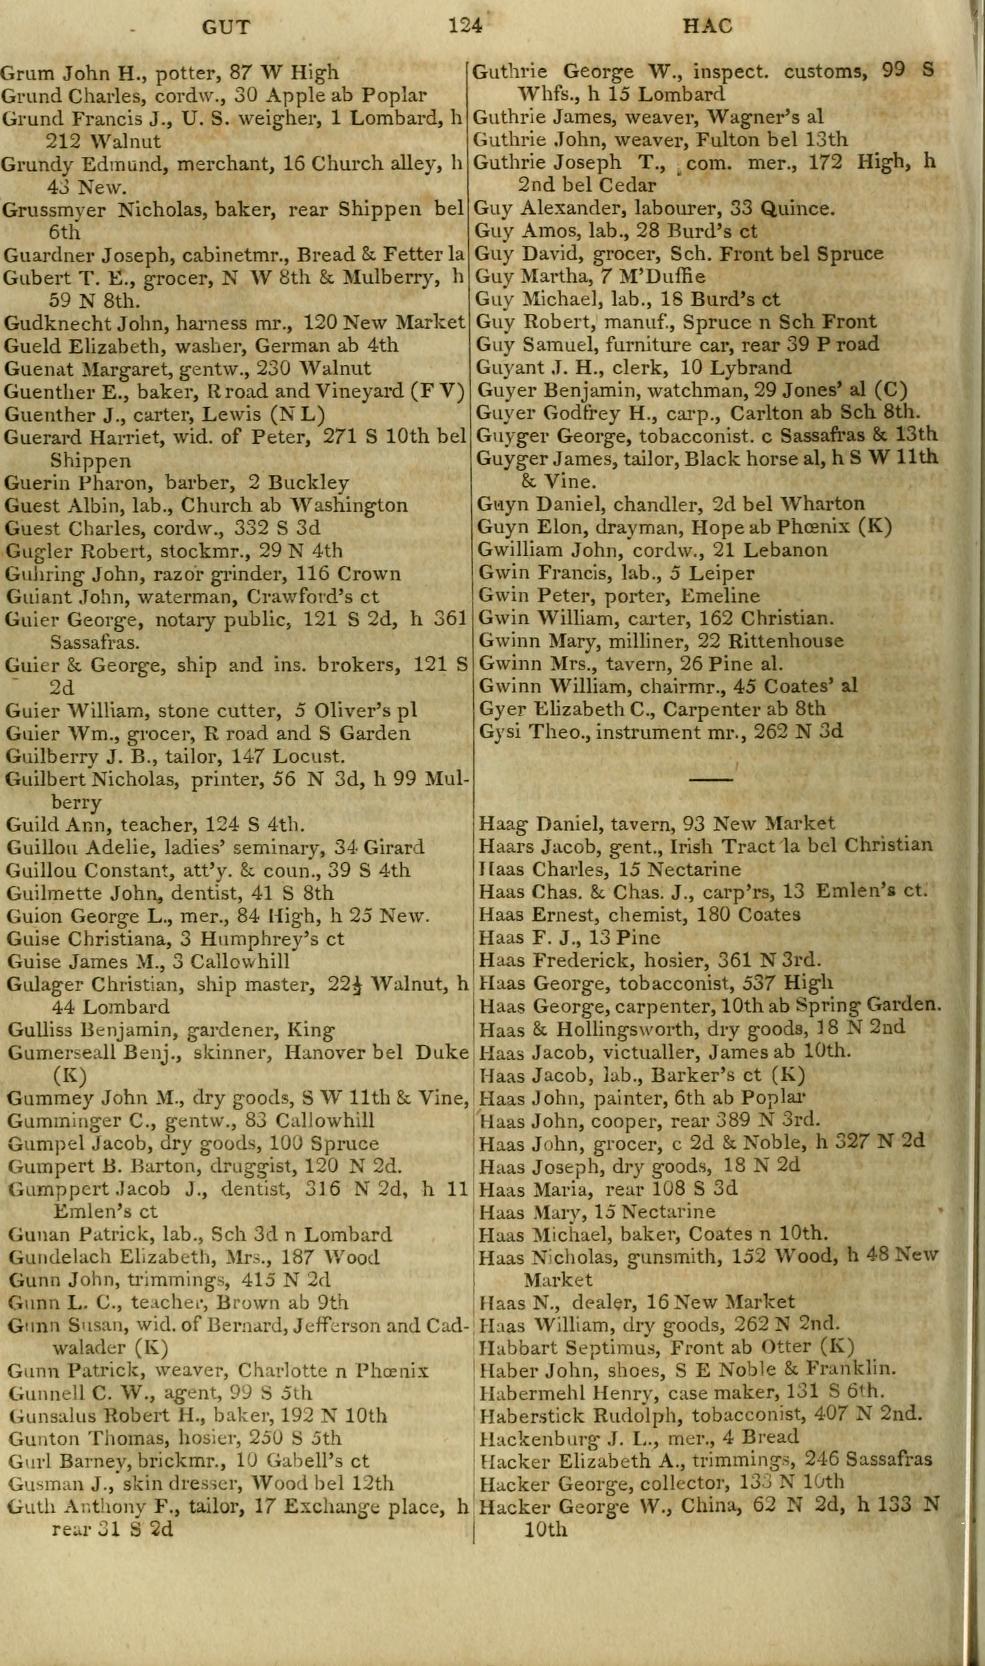 GUT 124 HAC
Grum John H., potter, 87 W High
Grund Charles, cordw., 30 Apple ab Poplar
Grund Francis J., U. S. weigher, 1 Lombard, h
212 Walnut
Grundy Edmund, merchant, 16 Church alley, h
43 New.
Grussmyer Nicholas, baker, rear Shippen bel
6th
Guardner Joseph, cabinetmr., Bread & Fetter la
Gubert T. E., grocer, N W 8th & Mulberry, h
59 N 8th.
Gudknecht John, harness mr., 120 New Market
Gueld Elizabeth, washer, German ab 4th
Guenat Margaret, gentw., 230 Walnut
Guenther E., baker, R road and Vineyard (F V)
Guenther J., carter, Lewis (N L)
Guerard Harriet, wid. of Peter, 271 S 10th bel
Shippen
Guerin Pharon, barber, 2 Buckley
Guest Albin, lab., Church ab Washington
Guest Charles, cordw., 332 S 3d
Gugler Robert, stockmr., 29 N 4th
Guhring John, razor grinder, 116 Crown
Guiant John, waterman, Crawford's ct
Guier George, notary public, 121 S 2d, h 361
Sassafras.
Guier & George, ship and ins. brokers, 121 S
2d
Guier William, stone cutter, 5 Oliver's pl
Guier Wm., grocer, R road and S Garden
Guilberry J. B., tailor, 147 Locust.
Guilbert Nicholas, printer, 56 N 3d, h 99 Mul-
berry
Guild Ann, teacher, 124 S 4th.
Guillou Adelie, ladies' seminary, 34 Girard
Guillou Constant, att'y. & coun., 39 S 4th
Guilmette John, dentist, 41 S 8th
Guion George L., mer., 84 High, h 25 New.
Guise Christiana, 3 Humphrey's ct
Guise James M., 3 Callowhill
Gulager Christian, ship master, 22½ Walnut, h
44 Lombard
Gulliss Benjamin, gardener, King
Gumerseall Benj., skinner, Hanover bel Duke
(K)
Gummey John M., dry goods, S W 11th & Vine,
Gumminger C., gentw., 83 Callowhill
Gumpel Jacob, dry goods, 100 Spruce
Gumpert B. Barton, druggist, 120 N 2d.
Gumppert Jacob J., dentist, 316 N 2d, h 11
Emlen's ct
Gunan Patrick, lab., Sch 3d n Lombard
Gundelach Elizabeth, Mrs., 187 Wood
Gunn John, trimmings, 415 N 2d
Gunn L. C., teacher, Brown ab 9th
Gunn Susan, wid. of Bernard, Jefferson and Cad-
walader (K)
Gunn Patrick, weaver, Charlotte n Phœnix
Gunnell C. W., agent, 99 S 5th
Gunsalus Robert H., baker, 192 N 10th
Gunton Thomas, hosier, 250 S 5th
Gurl Barney, brickmr., 10 Gabell's ct
Gusman J., skin dresser, Wood bel 12th
Guth Anthony F., tailor, 17 Exchange place, h
rear 31 S 2d
Guthrie George W., inspect. customs, 99 S
Whfs., h 15 Lombard
Guthrie James, weaver, Wagner's al
Guthrie John, weaver, Fulton bel 13th
Guthrie Joseph T., com. mer., 172 High, h
2nd bel Cedar
Guy Alexander, labourer, 33 Quince.
Guy Amos, lab., 28 Burd's ct
Guy David, grocer, Sch. Front bel Spruce
Guy Martha, 7 M'Duffie
Guy Michael, lab., 18 Burd's ct
Guy Robert, manuf., Spruce n Sch Front
Guy Samuel, furniture car, rear 39 P road
Guyant J. H., clerk, 10 Lybrand
Guyer Benjamin, watchman, 29 Jones' al (C)
Guyer Godfrey H., carp., Carlton ab Sch 8th.
Guyger George, tobacconist. c Sassafras & 13th
Guyger James, tailor, Black horse al, h S W 11th
& Vine.
Guyn Daniel, chandler, 2d bel Wharton
Guyn Elon, drayman, Hope ab Phœnix (K)
Gwilliam John, cordw., 21 Lebanon
Gwin Francis, lab., 5 Leiper
Gwin Peter, porter, Emeline
Gwin William, carter, 162 Christian.
Gwinn Mary, milliner, 22 Rittenhouse
Gwinn Mrs., tavern, 26 Pine al.
Gwinn William, chairmr., 45 Coates' al
Gyer Elizabeth C., Carpenter ab 8th
Gysi Theo., instrument mr., 262 N 3d
Haag Daniel, tavern, 93 New Market
Haars Jacob, gent., Irish Tract la bel Christian
Haas Charles, 15 Nectarine
Haas Chas. & Chas. J., carp'rs, 13 Emlen's ct.
Haas Ernest, chemist, 180 Coates
Haas F. J., 13 Pine
Haas Frederick, hosier, 361 N 3rd.
Haas George, tobacconist, 537 High
Haas George, carpenter, 10th ab Spring Garden.
Haas & Hollingsworth, dry goods, 18 N 2nd
Haas Jacob, victualler, James ab 10th.
Haas Jacob, lab., Barker's ct (K)
Haas John, painter, 6th ab Poplar
Haas John, cooper, rear 389 N 3rd.
Haas John, grocer, c 2d & Noble, h 327 N 2d
Haas Joseph, dry goods, 18 N 2d
Haas Maria, rear 108 S 3d
Haas Mary, 15 Nectarine
Haas Michael, baker, Coates n 10th.
Haas Nicholas, gunsmith, 152 Wood, h 48 New
Market
Haas N., dealer, 16 New Market
Haas William, dry goods, 262 N 2nd.
Habbart Septimus, Front ab Otter (K)
Haber John, shoes, S E Noble & Franklin.
Habermehl Henry, case maker, 131 S 6th.
Haberstick Rudolph, tobacconist, 407 N 2nd.
Hackenburg J. L., mer., 4 Bread
Hacker Elizabeth A., trimmings, 246 Sassafras
Hacker George, collector, 133 N 10th
Hacker George W., China, 62 N 2d, h 133 N
10th